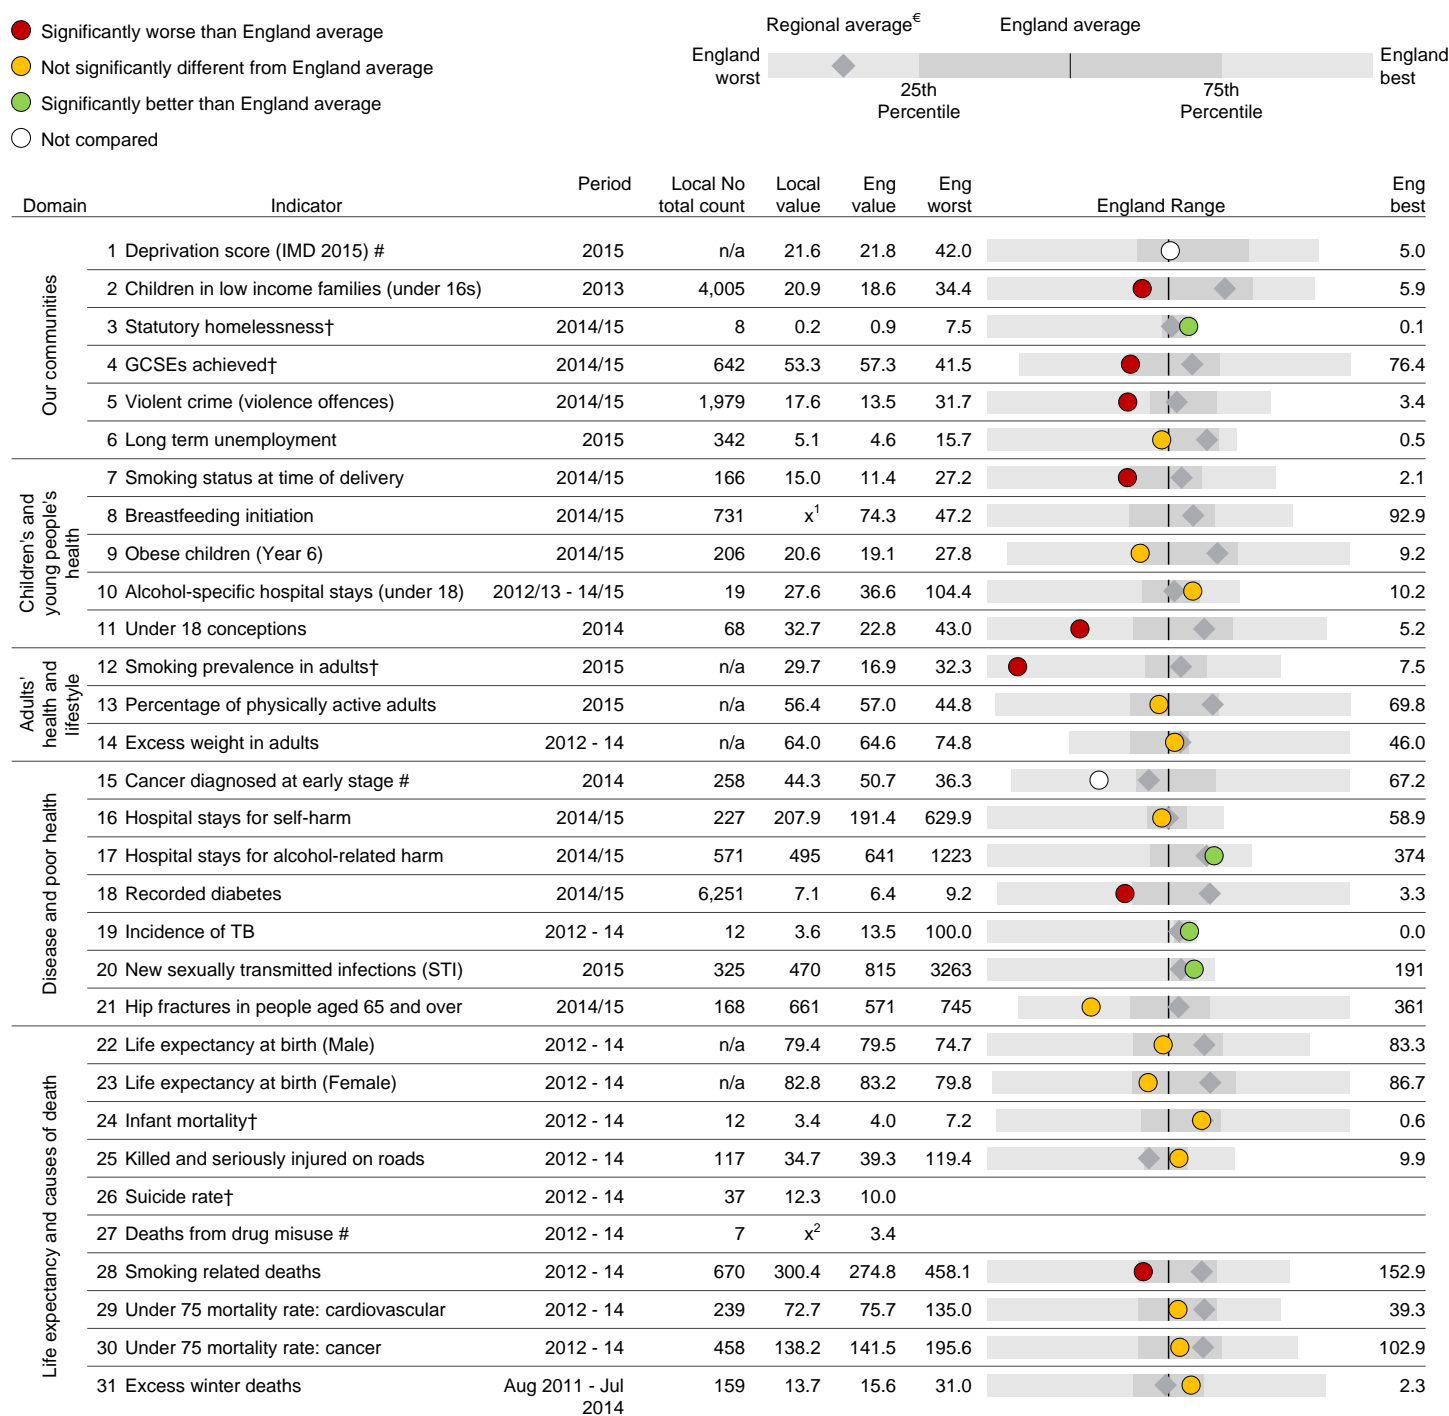 Significantly worse than England average
Not significantly different from England average
Significantly better than England average
Not compared
Regional average€ England average
England worst England best
25th Percentile 75th Percentile
Domain Indicator Period Local No total count Local value Eng value Eng worst England Range Eng best
Our communities
1 Deprivation score (IMD 2015) # 2015 n/a 21.6 21.8 42.0 5.0
2 Children in low income families (under 16s) 2013 4,005 20.9 18.6 34.4 5.9
3 Statutory homelessness† 2014/15 8 0.2 0.9 7.5 0.1
4 GCSEs achieved† 2014/15 642 53.3 57.3 41.5 76.4
5 Violent crime (violence offences) 2014/15 1,979 17.6 13.5 31.7 3.4
6 Long term unemployment 2015 342 5.1 4.6 15.7 0.5
Children's and young people's health
7 Smoking status at time of delivery 2014/15 166 15.0 11.4 27.2 2.1
8 Breastfeeding initiation 2014/15 731 x1 74.3 47.2 92.9
9 Obese children (Year 6) 2014/15 206 20.6 19.1 27.8 9.2
10 Alcohol-specific hospital stays (under 18) 2012/13 - 14/15 19 27.6 36.6 104.4 10.2
11 Under 18 conceptions 2014 68 32.7 22.8 43.0 5.2
Adults' health and lifestyle
12 Smoking prevalence in adults† 2015 n/a 29.7 16.9 32.3 7.5
13 Percentage of physically active adults 2015 n/a 56.4 57.0 44.8 69.8
14 Excess weight in adults 2012 - 14 n/a 64.0 64.6 74.8 46.0
Disease and poor health
15 Cancer diagnosed at early stage # 2014 258 44.3 50.7 36.3 67.2
16 Hospital stays for self-harm 2014/15 227 207.9 191.4 629.9 58.9
17 Hospital stays for alcohol-related harm 2014/15 571 495 641 1223 374
18 Recorded diabetes 2014/15 6,251 7.1 6.4 9.2 3.3
19 Incidence of TB 2012 - 14 12 3.6 13.5 100.0 0.0
20 New sexually transmitted infections (STI) 2015 325 470 815 3263 191
21 Hip fractures in people aged 65 and over 2014/15 168 661 571 745 361
Life expectancy and causes of death
22 Life expectancy at birth (Male) 2012 - 14 n/a 79.4 79.5 74.7 83.3
23 Life expectancy at birth (Female) 2012 - 14 n/a 82.8 83.2 79.8 86.7
24 Infant mortality† 2012 - 14 12 3.4 4.0 7.2 0.6
25 Killed and seriously injured on roads 2012 - 14 117 34.7 39.3 119.4 9.9
26 Suicide rate† 2012 - 14 37 12.3 10.0
27 Deaths from drug misuse # 2012 - 14 7 x2 3.4
28 Smoking related deaths 2012 - 14 670 300.4 274.8 458.1 152.9
29 Under 75 mortality rate: cardiovascular 2012 - 14 239 72.7 75.7 135.0 39.3
30 Under 75 mortality rate: cancer 2012 - 14 458 138.2 141.5 195.6 102.9
31 Excess winter deaths Aug 2011 - Jul 2014 159 13.7 15.6 31.0 2.3